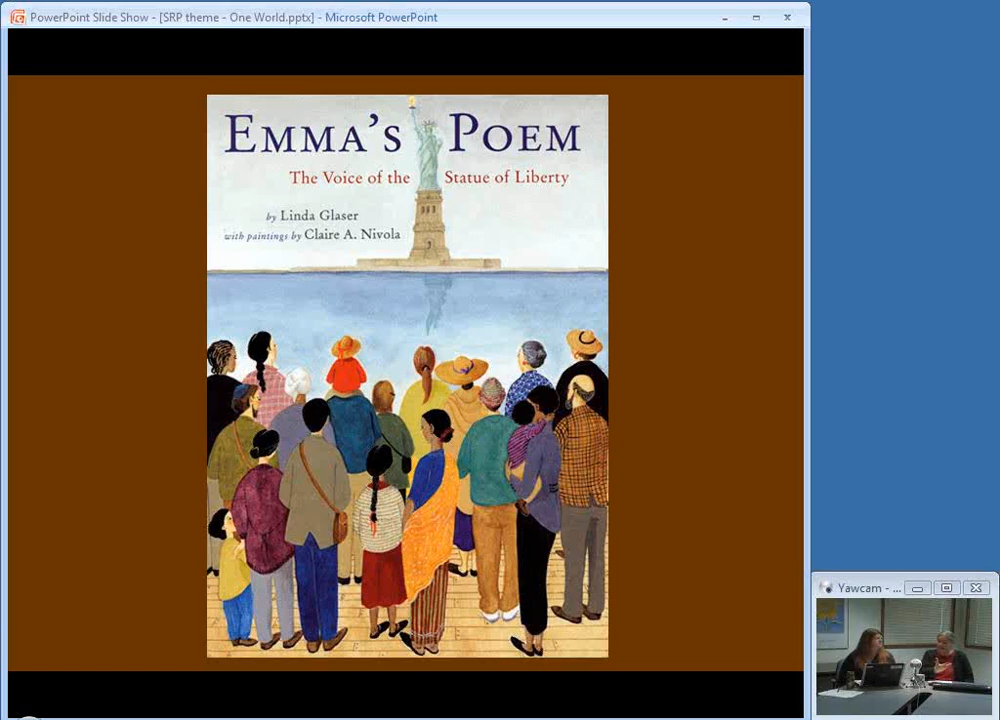 PowerPoint Slide Show - [SRP theme - One World.pptx] - Microsoft PowerPoint
EMMA'S POEM
The Voice of the Statue of Liberty
by Linda Glaser
with paintings by Claire A. Nivola
Yawcam - ...